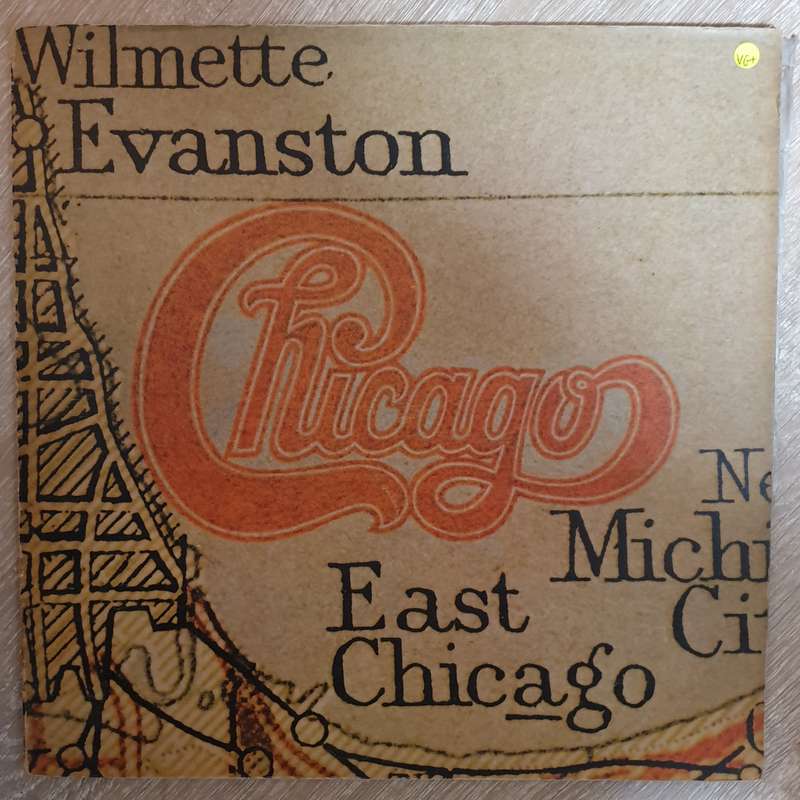 Wilmette
VG+
Evanston
Chicago
Ne
Michi
East
Ci
Chicago